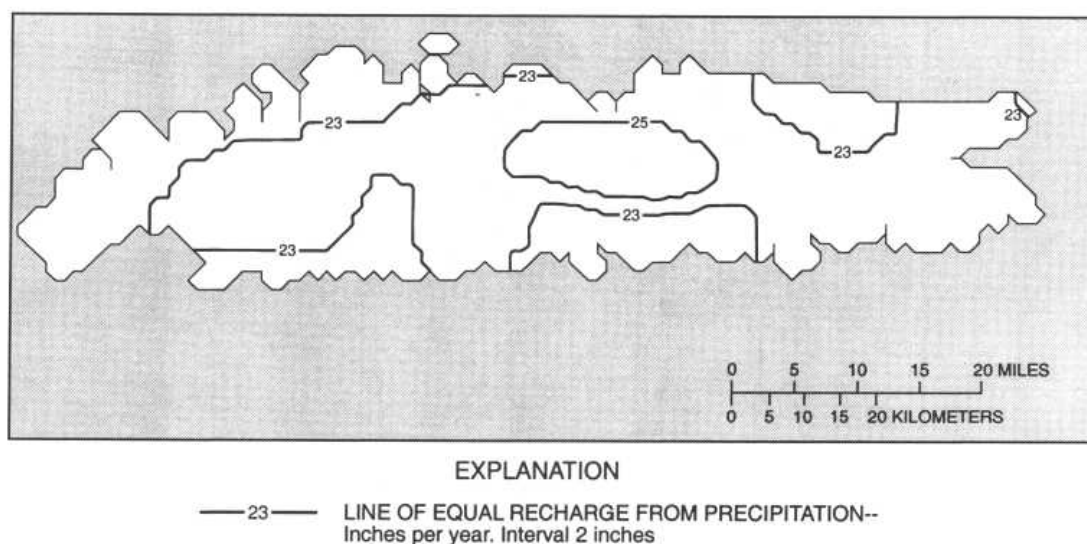 23
23
25
23
23
23
23
0 5 10 15 20 MILES
0 5 10 15 20 KILOMETERS
EXPLANATION
23 LINE OF EQUAL RECHARGE FROM PRECIPITATION--
Inches per year. Interval 2 inches